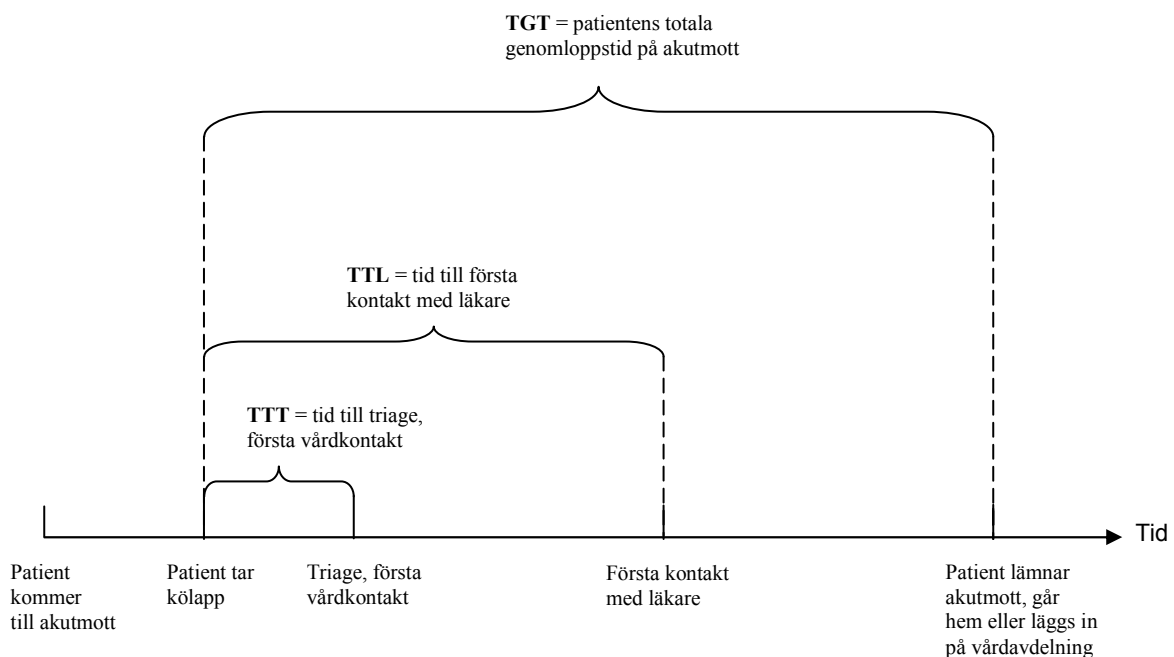 TGT = patientens totala
genomloppstid på akutmott
TTL = tid till första
kontakt med läkare
TTT = tid till triage,
första vårdkontakt
Tid
Patient
kommer
till akutmott
Patient tar
kölapp
Triage, första
vårdkontakt
Första kontakt
med läkare
Patient lämnar
akutmott, går
hem eller läggs in
på vårdavdelning